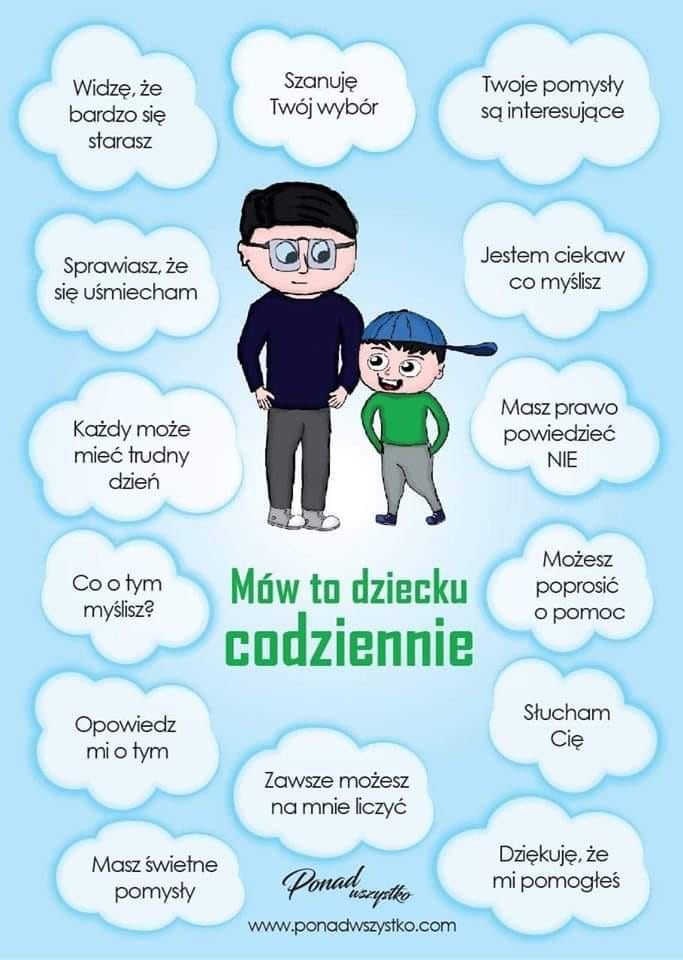 Widzę, że
bardzo się
starasz
Szanuję
Twój wybór
Twoje pomysły
są interesujące
Sprawiasz, że
się uśmiecham
Jestem ciekaw
co myślisz
Każdy może
mieć trudny
dzień
Masz prawo
powiedzieć
NIE
Co o tym
myślisz?
Mów to dziecku
codziennie
Możesz
poprosić
o pomoc
Opowiedz
mi o tym
Słucham
Cię
Zawsze możesz
na mnie liczyć
Masz świetne
pomysły
Dziękuję, że
mi pomogłeś
Ponad
wszystko
www.ponadwszystko.com